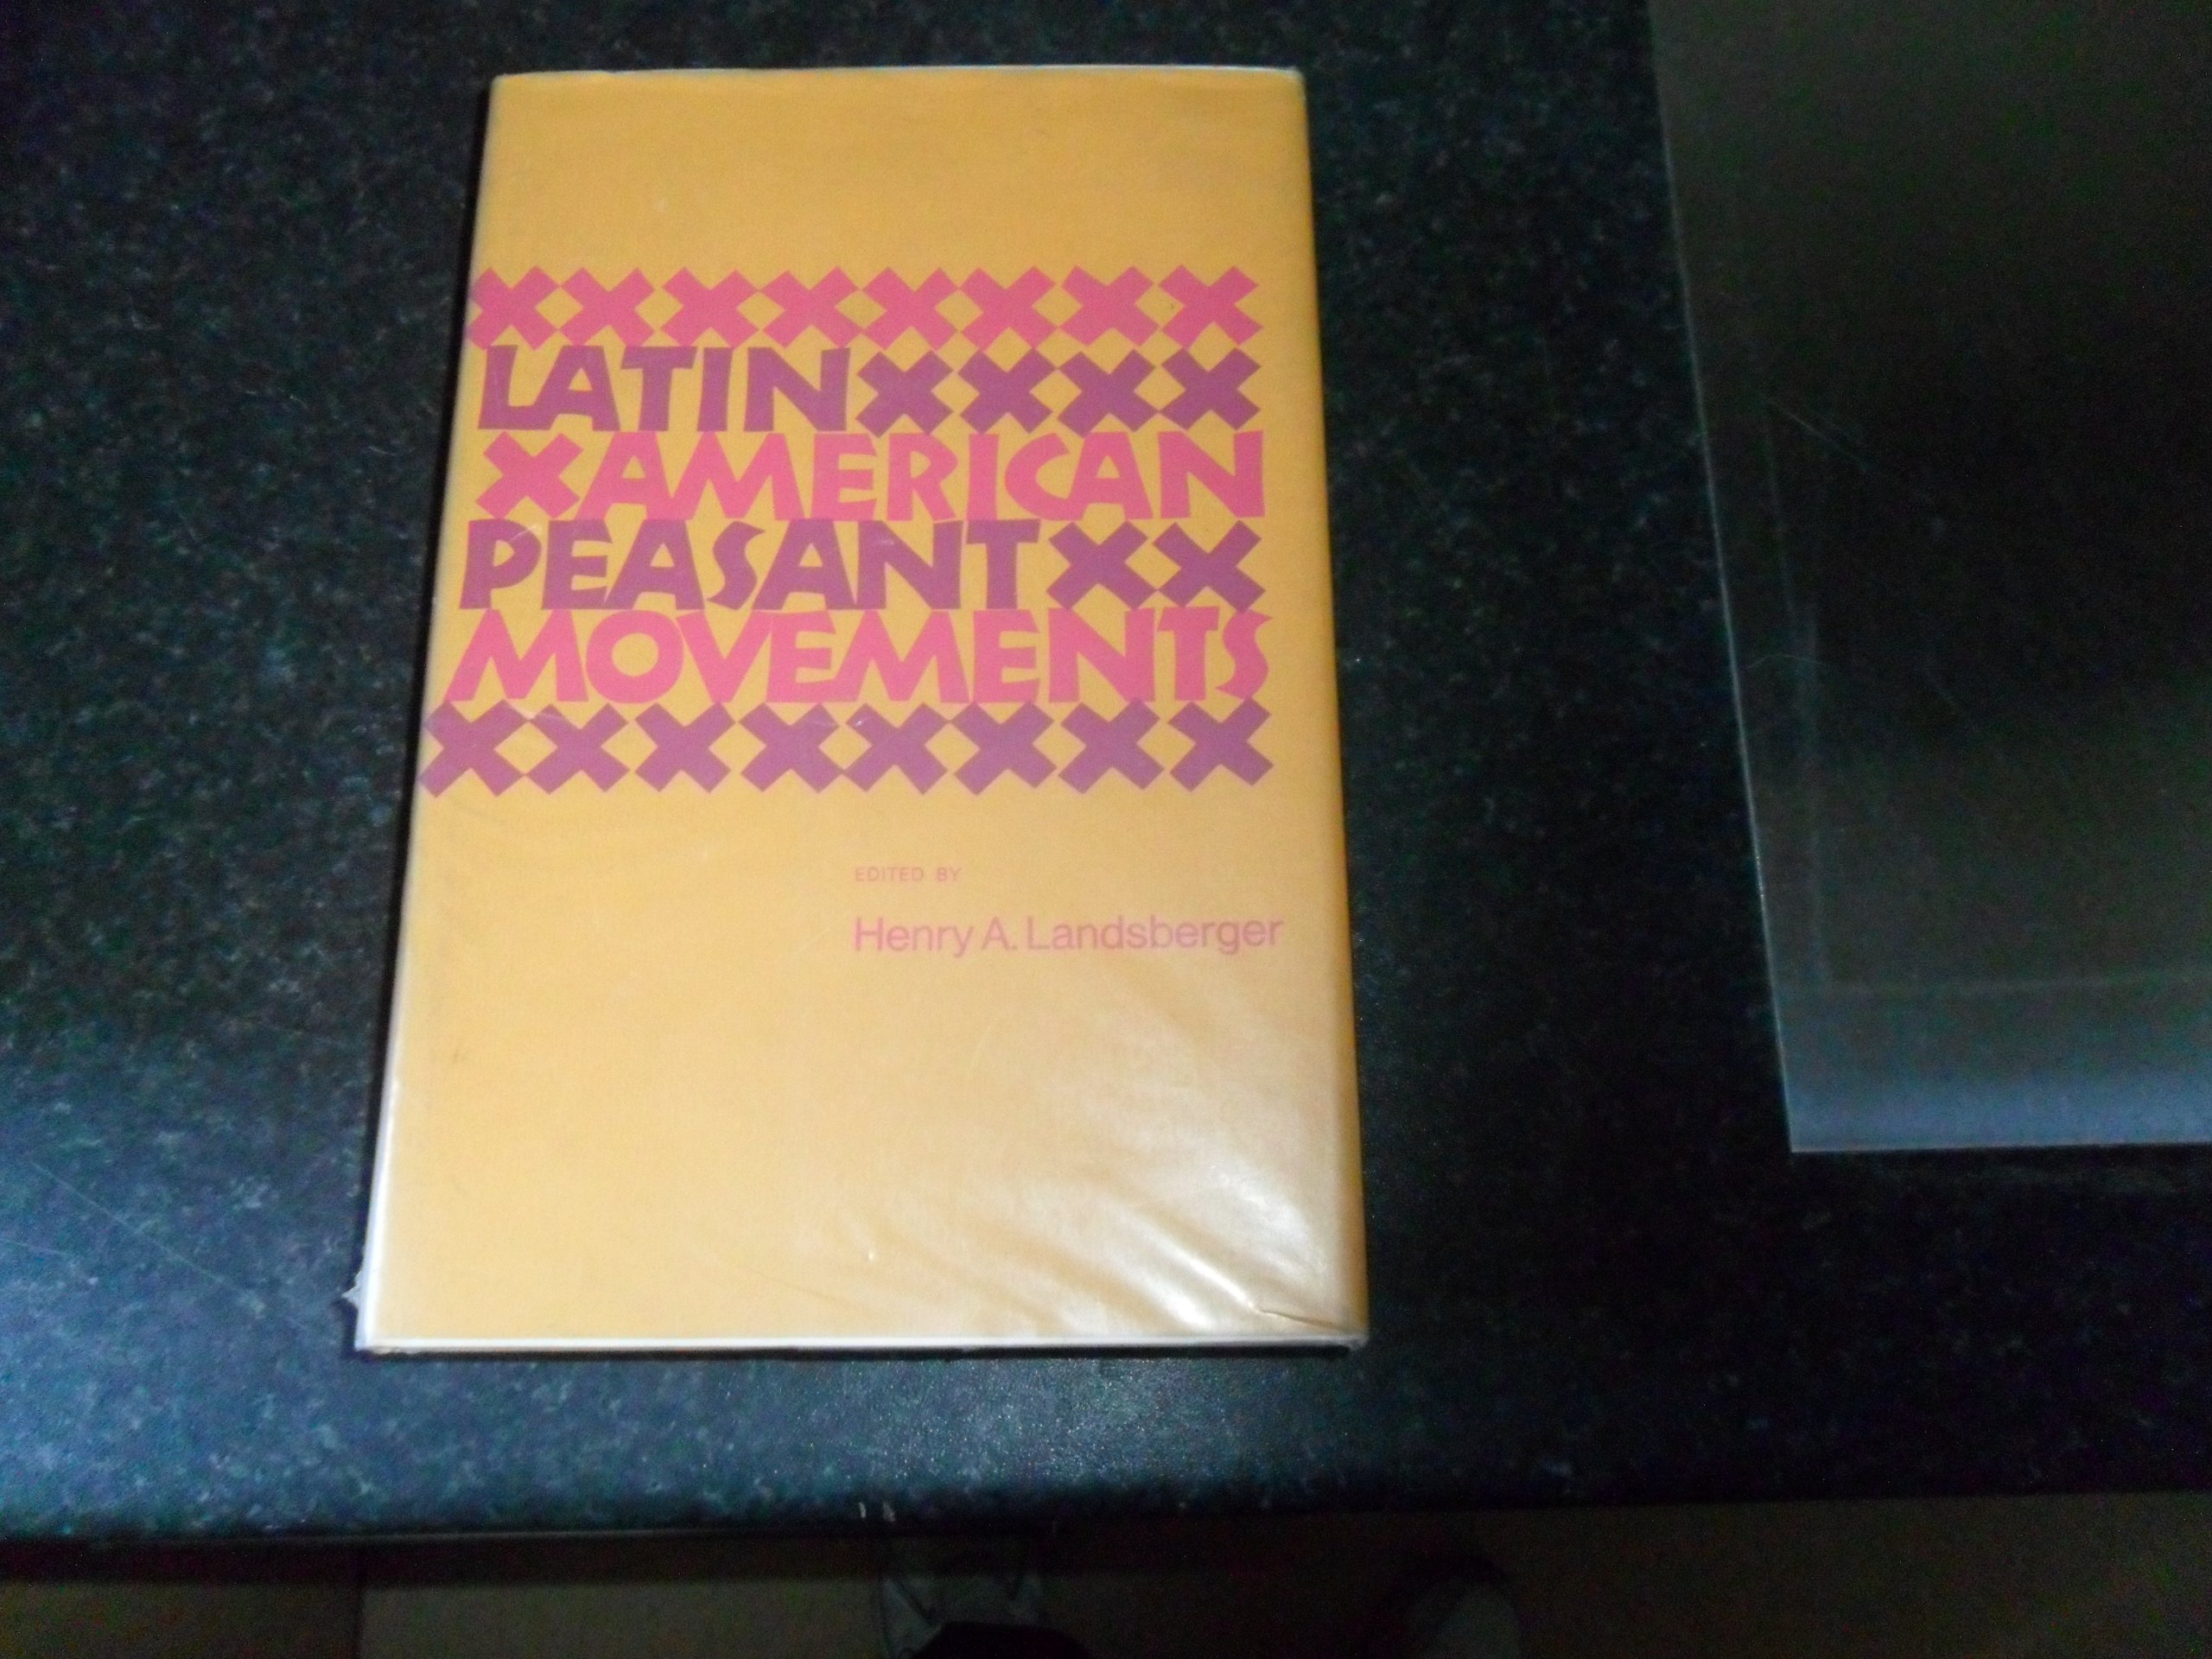 LATIN
AMERICAN
PEASANT
MOVEMENTS
EDITED BY
Henry A. Landsberger